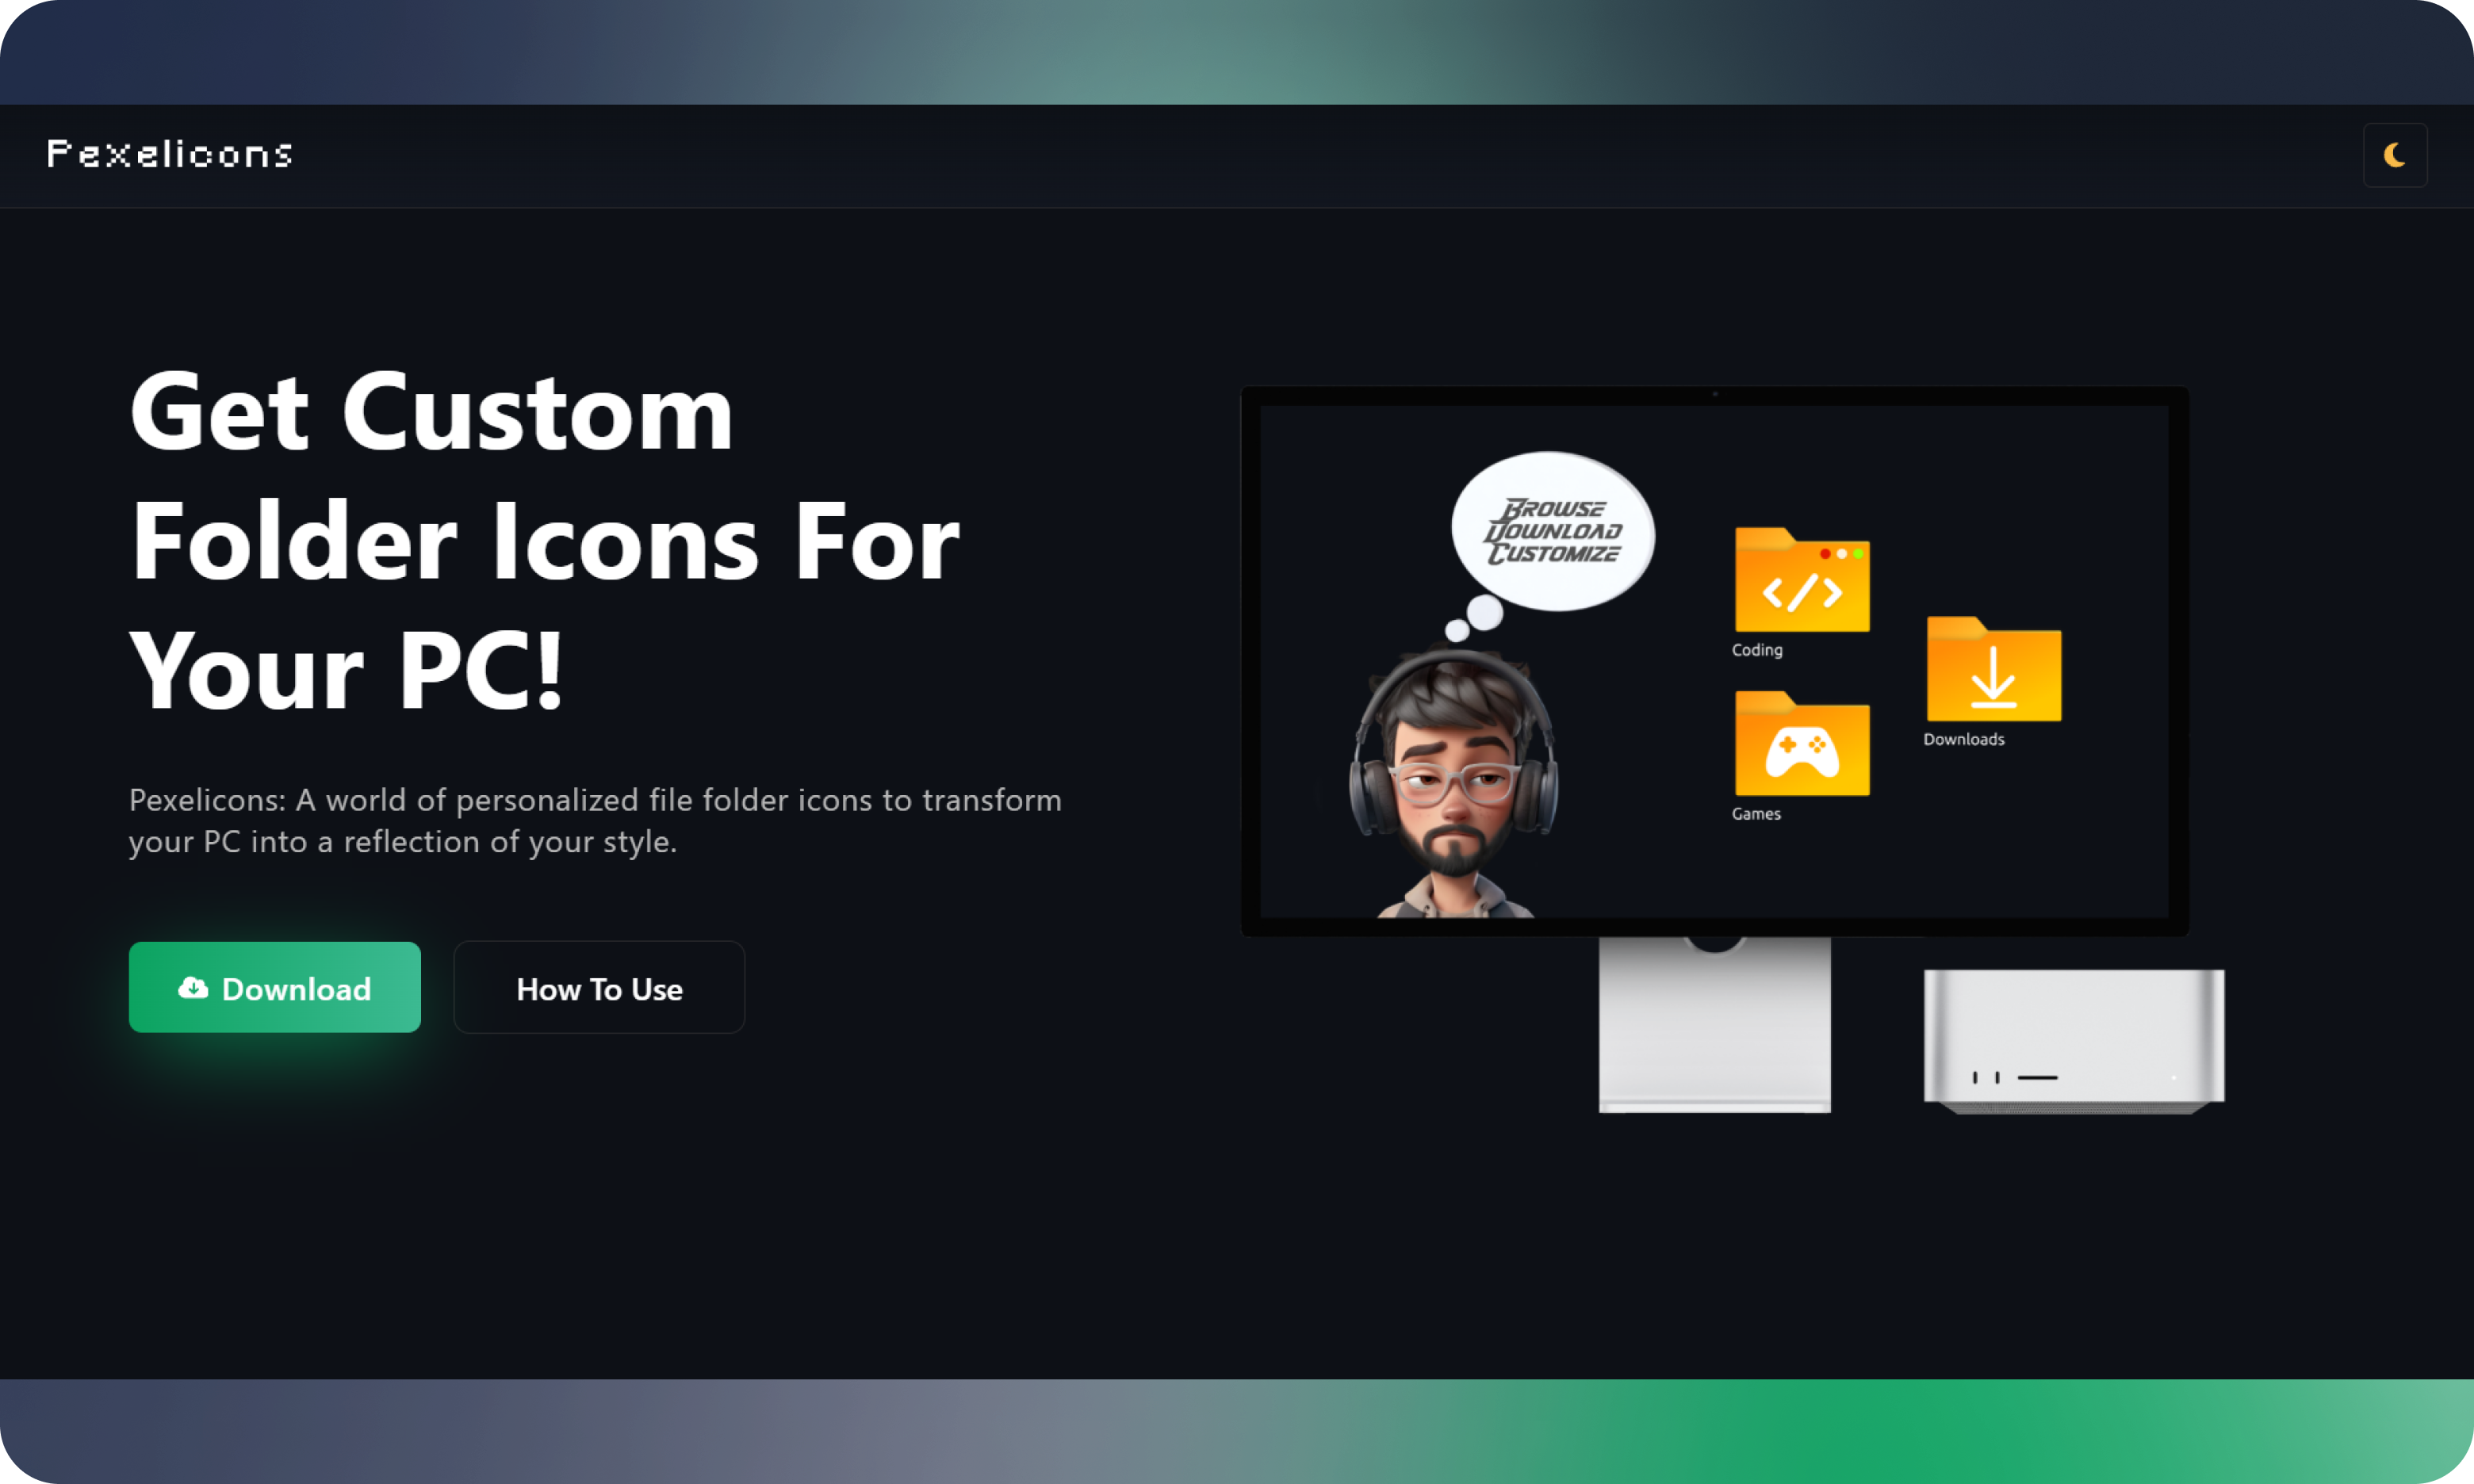 Pexelicons
Get Custom
Folder Icons For
Your PC!
Pexelicons: A world of personalized file folder icons to transform
your PC into a reflection of your style.
Download
How To Use
BROWSE
DOWNLOAD
CUSTOMIZE
Coding
Downloads
Games